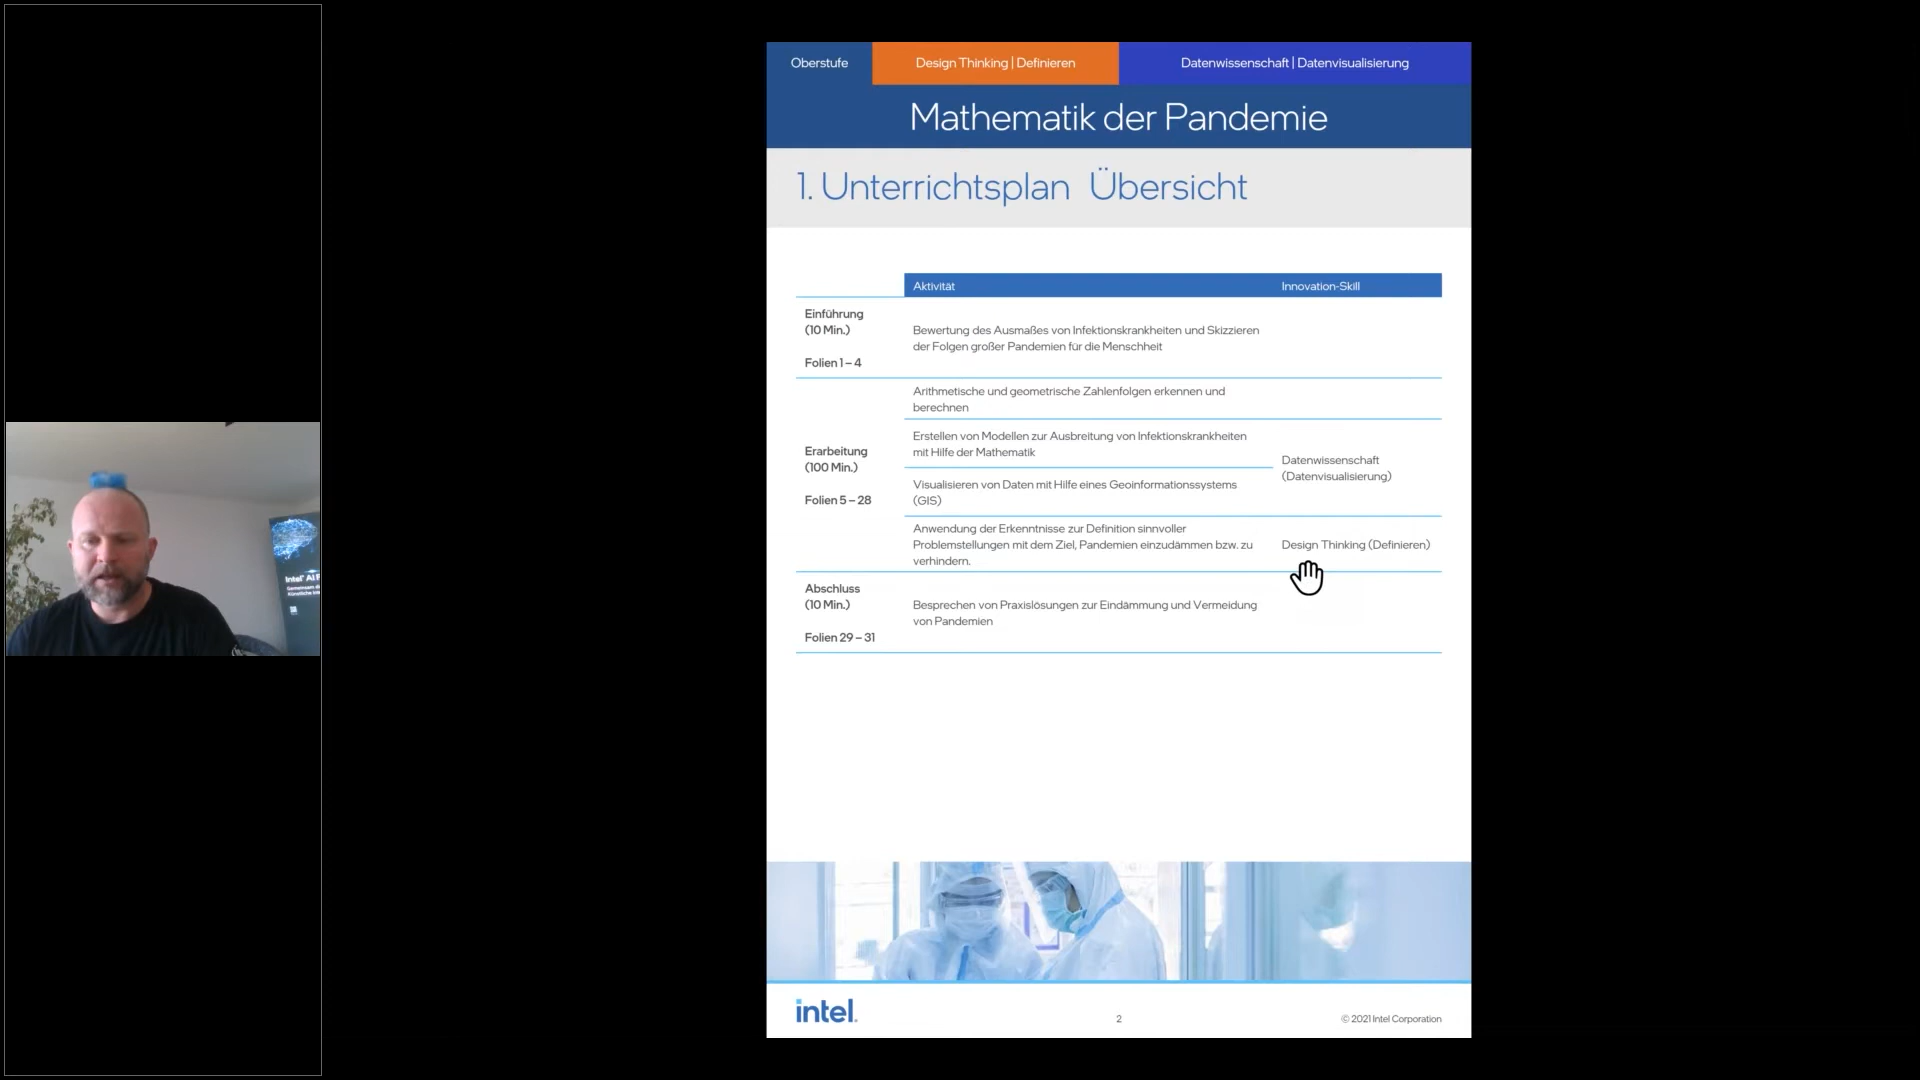 Oberstufe
Design Thinking | Definieren
Datenwissenschaft | Datenvisualisierung
Mathematik der Pandemie
1. Unterrichtsplan Übersicht
Aktivität
Innovation-Skill
Einführung
(10 Min.)
Folien 1 – 4
Bewertung des Ausmaßes von Infektionskrankheiten und Skizzieren
der Folgen großer Pandemien für die Menschheit
Erarbeitung
(100 Min.)
Folien 5 – 28
Arithmetische und geometrische Zahlenfolgen erkennen und
berechnen
Erstellen von Modellen zur Ausbreitung von Infektionskrankheiten
mit Hilfe der Mathematik
Visualisieren von Daten mit Hilfe eines Geoinformationssystems
(GIS)
Datenwissenschaft
(Datenvisualisierung)
Anwendung der Erkenntnisse zur Definition sinnvoller
Problemstellungen mit dem Ziel, Pandemien einzudämmen bzw. zu
verhindern.
Design Thinking (Definieren)
Abschluss
(10 Min.)
Folien 29 – 31
Besprechen von Praxislösungen zur Eindämmung und Vermeidung
von Pandemien
intel.
2
© 2021 Intel Corporation
Intel® AI